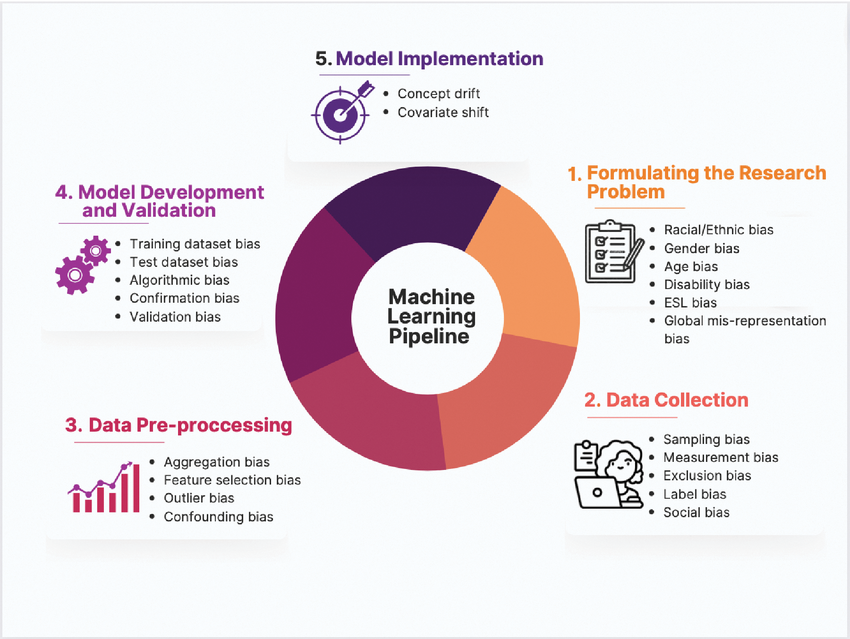 5. Model Implementation
• Concept drift
• Covariate shift
1. Formulating the Research
Problem
• Racial/Ethnic bias
• Gender bias
• Age bias
• Disability bias
• ESL bias
• Global mis-representation
bias
2. Data Collection
• Sampling bias
• Measurement bias
• Exclusion bias
• Label bias
• Social bias
3. Data Pre-proccessing
• Aggregation bias
• Feature selection bias
• Outlier bias
• Confounding bias
4. Model Development
and Validation
• Training dataset bias
• Test dataset bias
• Algorithmic bias
• Confirmation bias
• Validation bias
Machine
Learning
Pipeline